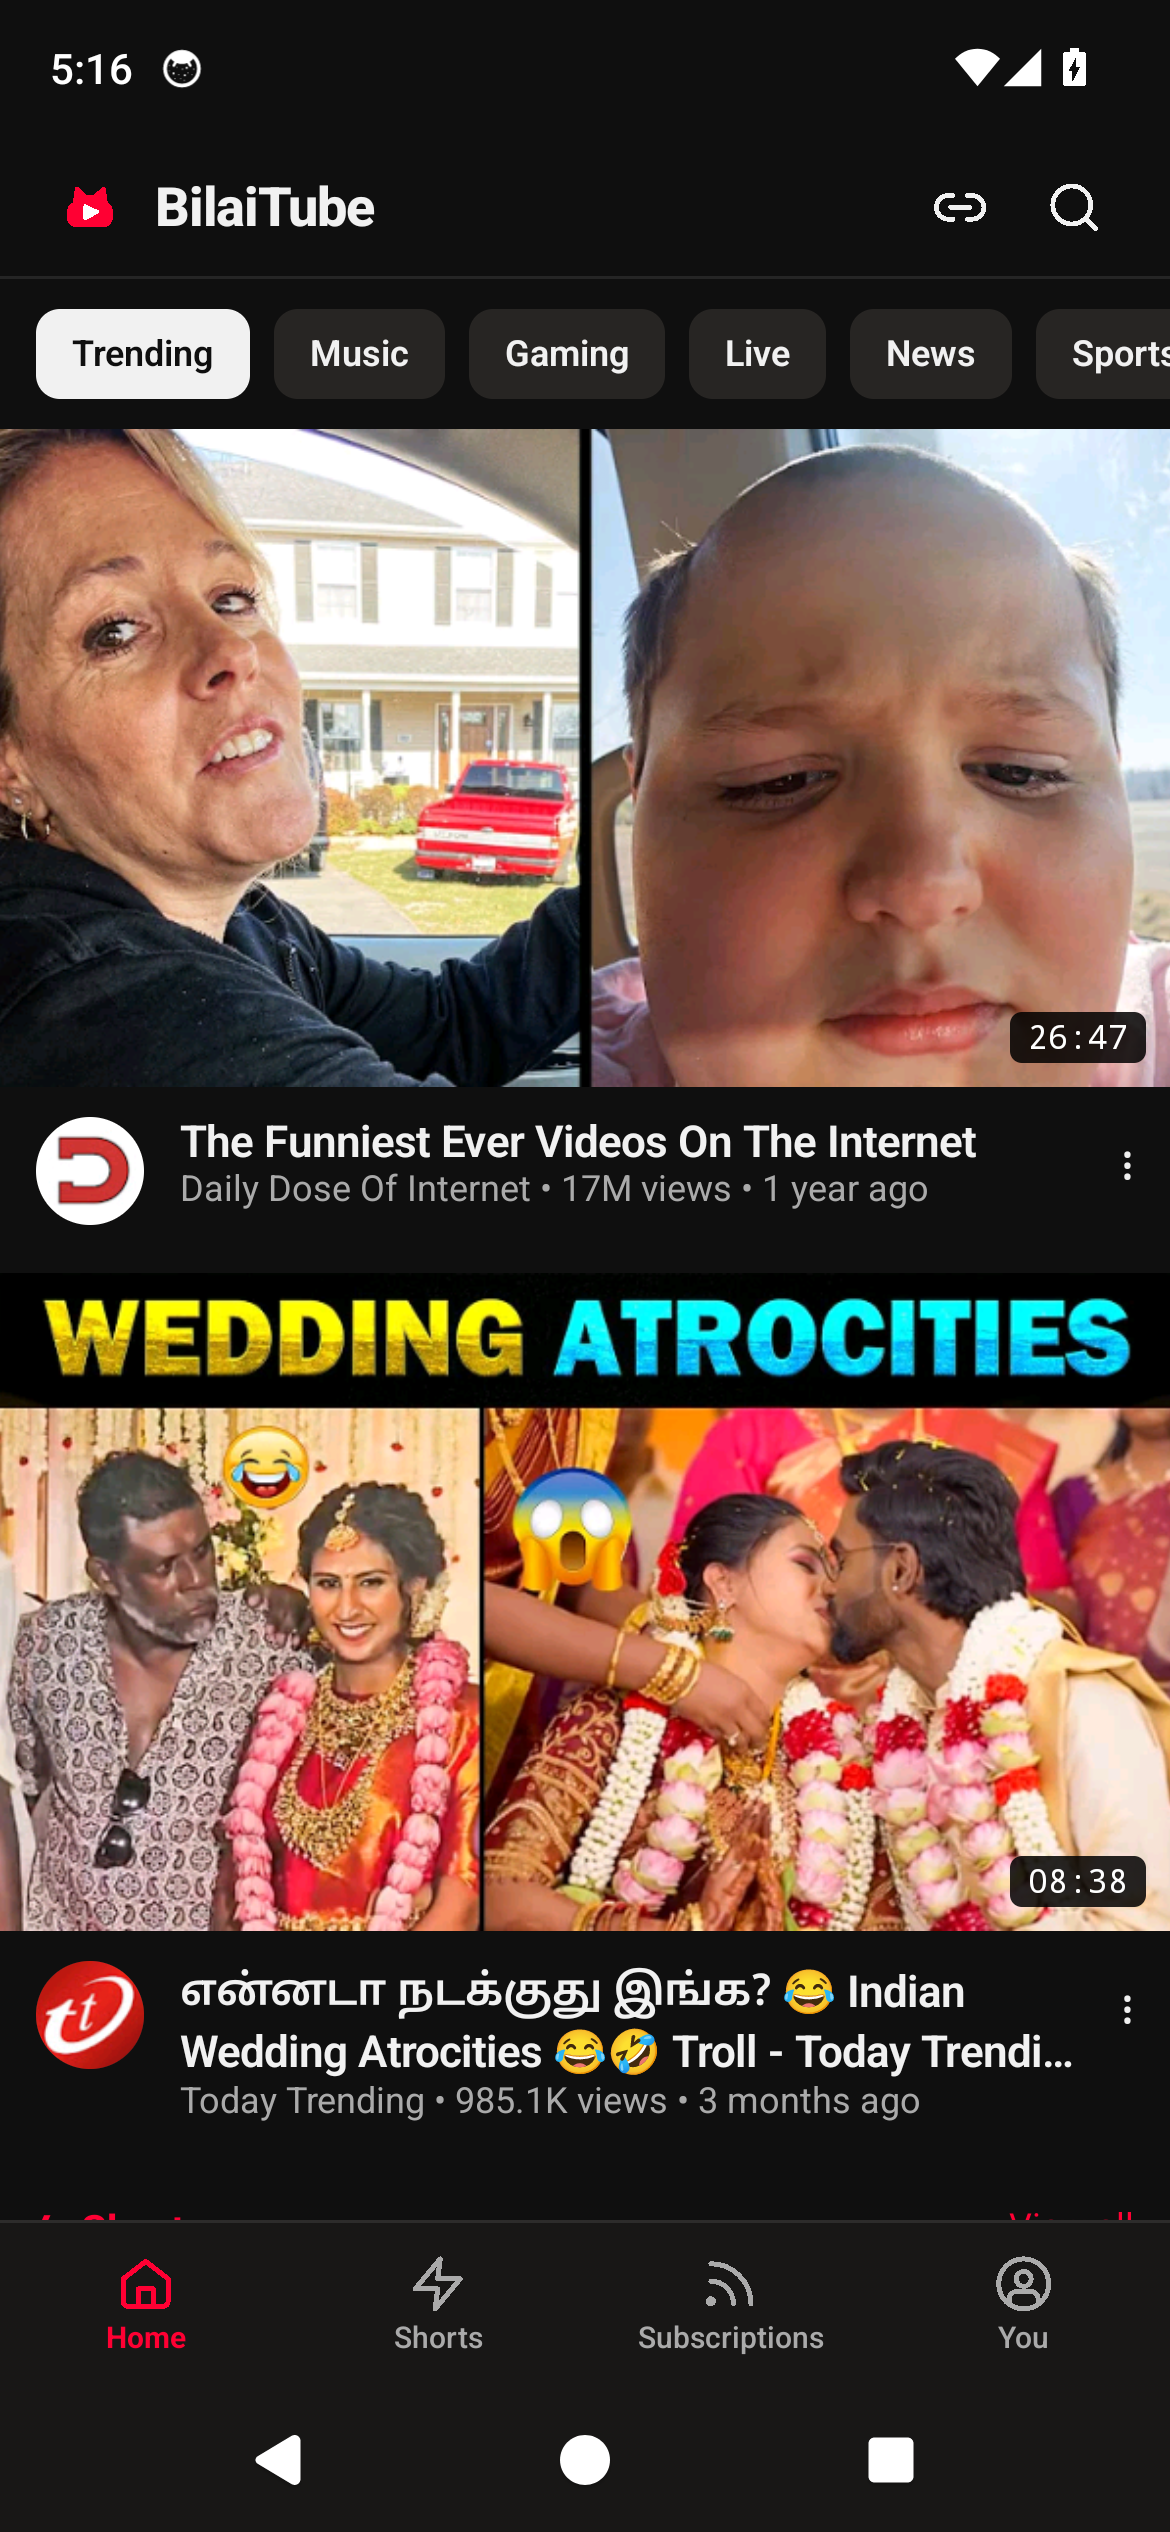 5:16
BilaiTube
Trending
Music
Gaming
Live
News
Sports
26:47
The Funniest Ever Videos On The Internet
Daily Dose Of Internet • 17M views • 1 year ago
WEDDING ATROCITIES
08:38
tt
என்னடா நடக்குது இங்க? 😂 Indian
Wedding Atrocities 😂🤣 Troll - Today Trendi...
Today Trending • 985.1K views • 3 months ago
Home
Shorts
Subscriptions
You